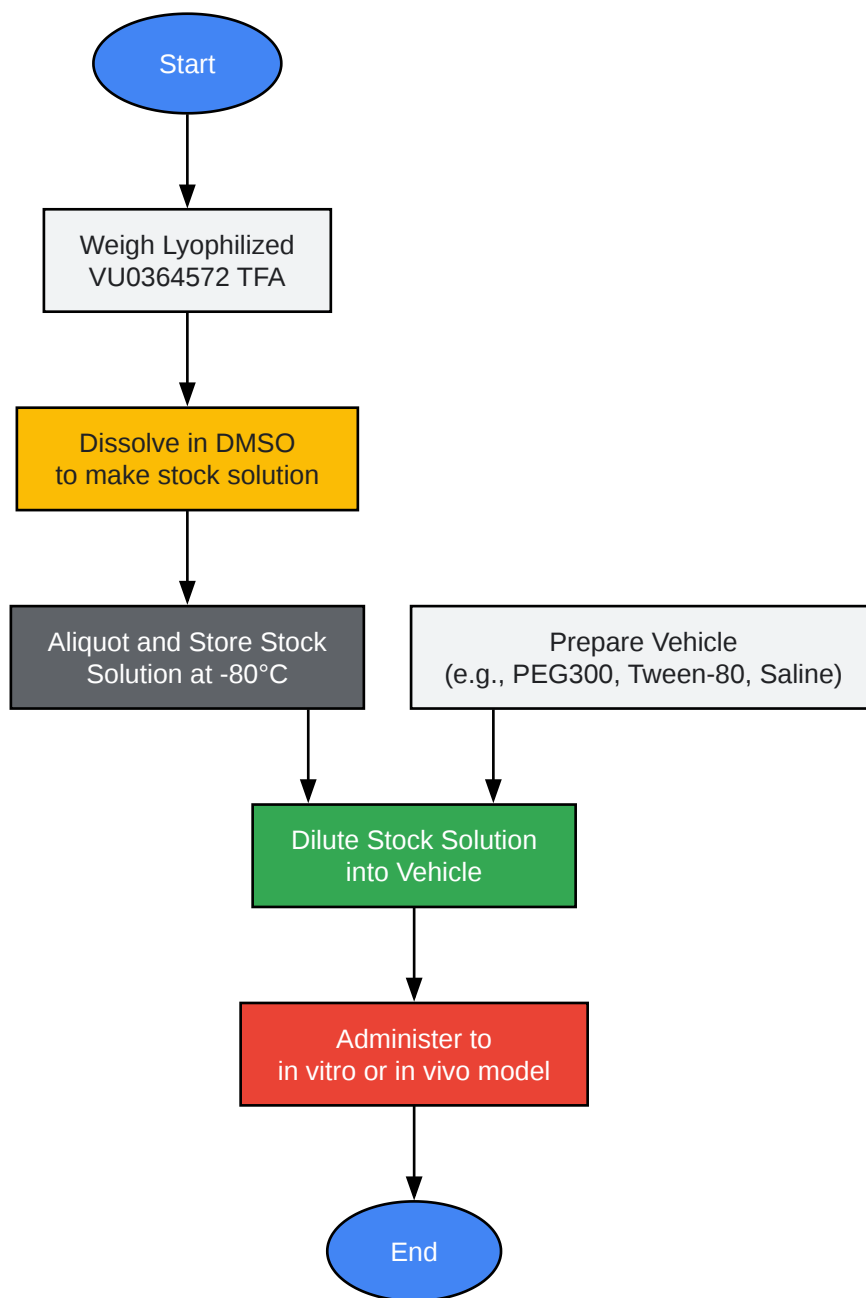 Start
Weigh Lyophilized
VU0364572 TFA
Dissolve in DMSO
to make stock solution
Aliquot and Store Stock
Solution at -80°C
Prepare Vehicle
(e.g., PEG300, Tween-80, Saline)
Dilute Stock Solution
into Vehicle
Administer to
in vitro or in vivo model
End